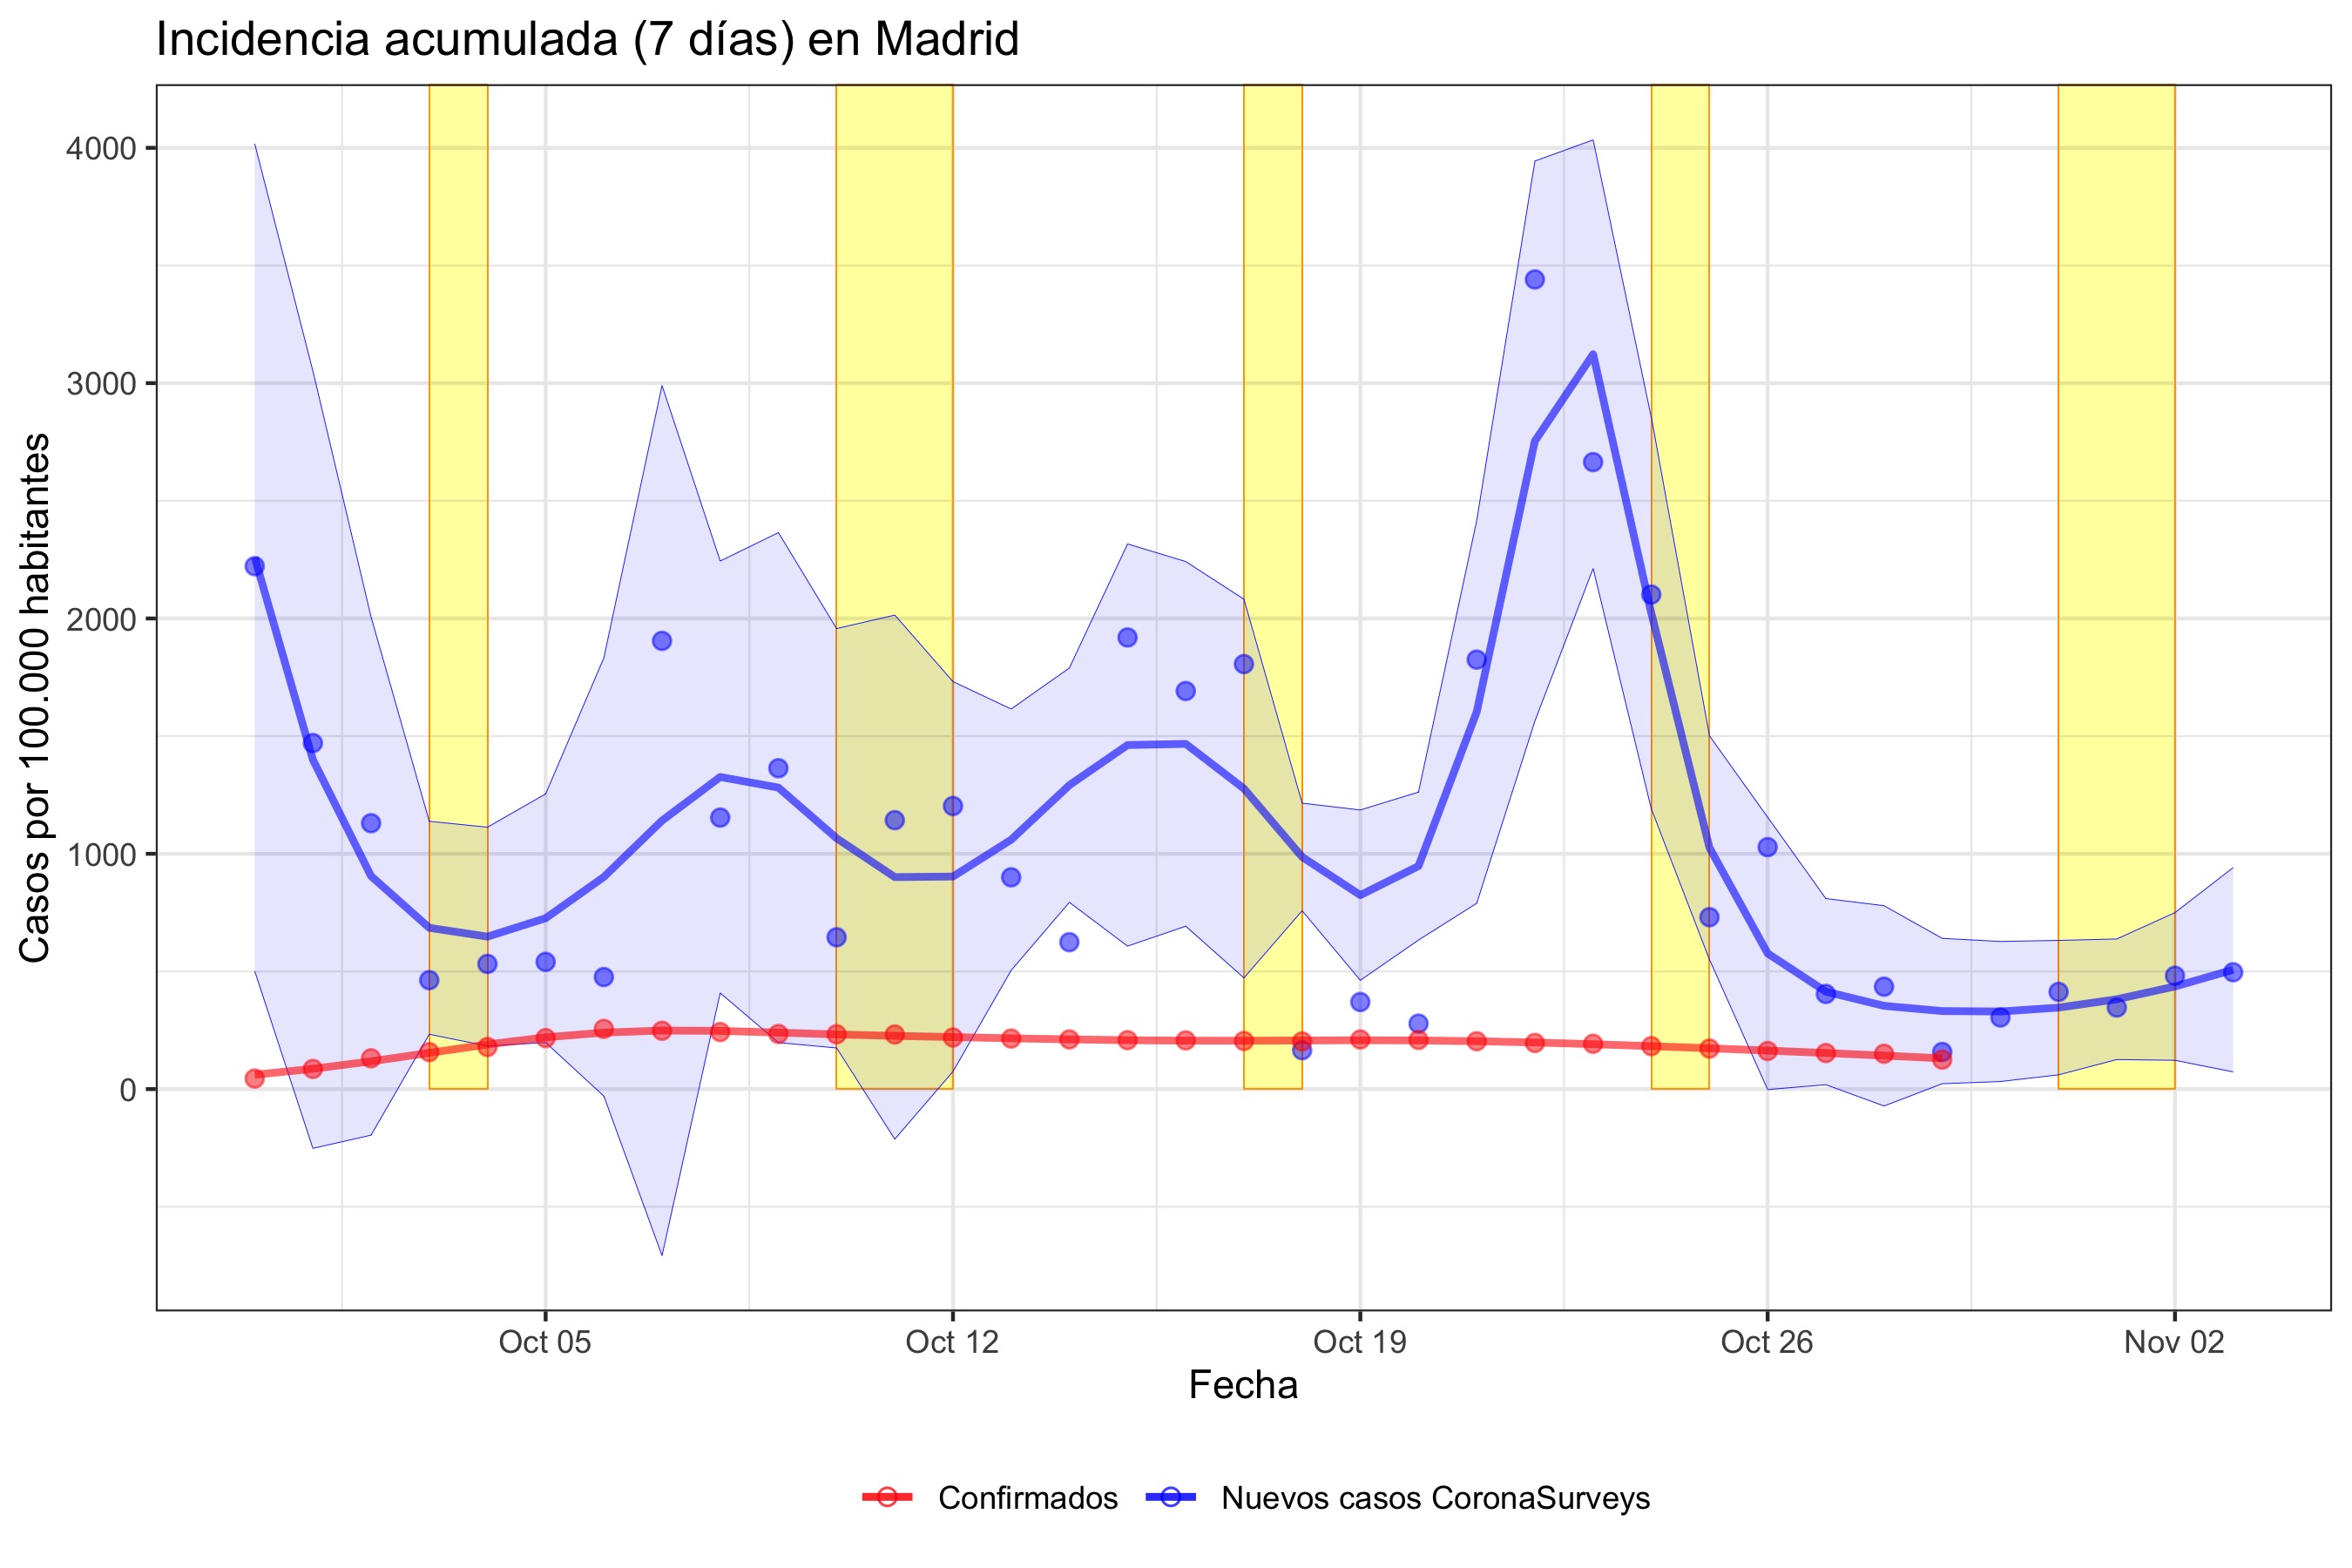 Incidencia acumulada (7 días) en Madrid
Casos por 100.000 habitantes
4000
3000
2000
1000
0
Oct 05
Oct 12
Oct 19
Oct 26
Nov 02
Fecha
Confirmados
Nuevos casos CoronaSurveys